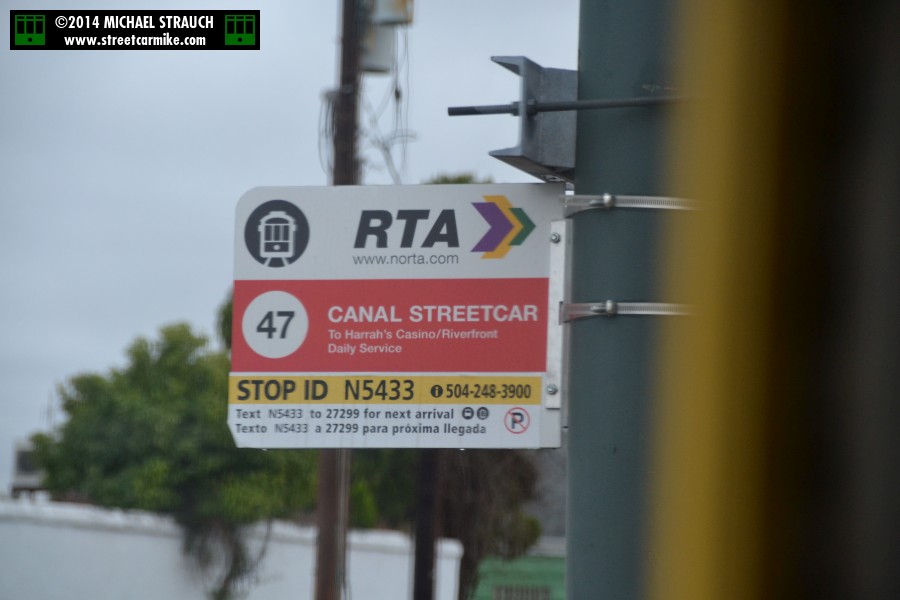 ©2014 MICHAEL STRAUCH
www.streetcarmike.com
RTA
www.norta.com
47
CANAL STREETCAR
To Harrah's Casino/Riverfront
Daily Service
STOP ID N5433 504-248-3900
Text N5433 to 27299 for next arrival
Texto N5433 a 27299 para próxima llegada
P